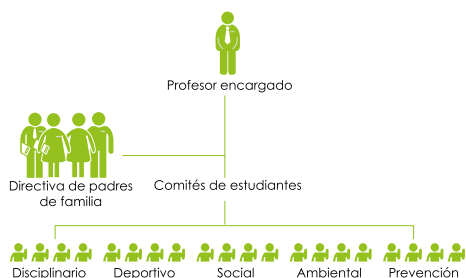 Profesor encargado
Directiva de padres
de familia
Comités de estudiantes
Disciplinario
Deportivo
Social
Ambiental
Prevención